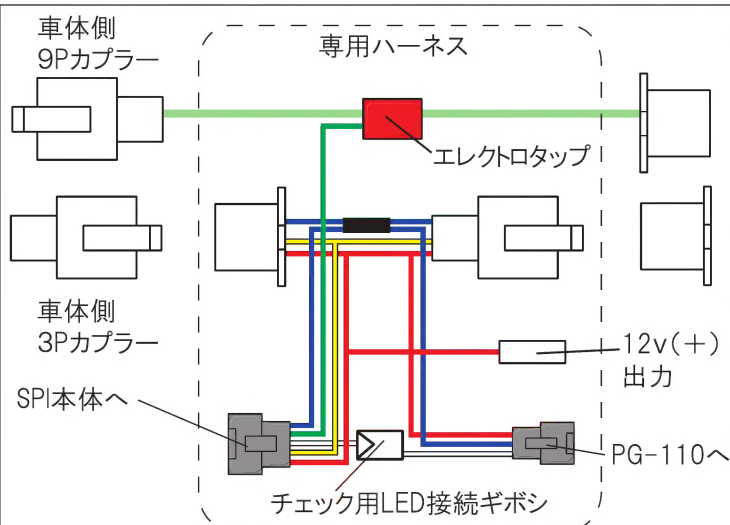 車体側
9Pカプラー
専用ハーネス
エレクトロタップ
車体側
3Pカプラー
12v(+)
出力
SPI本体へ
PG-110へ
チェック用LED接続ギボシ